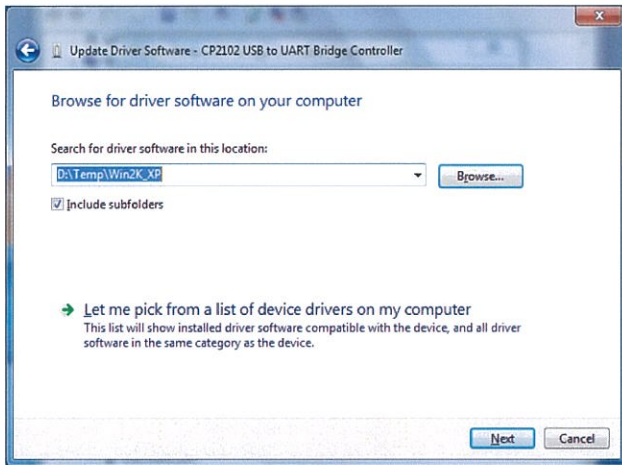 Update Driver Software - CP2102 USB to UART Bridge Controller
Browse for driver software on your computer
Search for driver software in this location:
D:\Temp\Win2K_XP
Browse...
Include subfolders
Let me pick from a list of device drivers on my computer
This list will show installed driver software compatible with the device, and all driver
software in the same category as the device.
Next
Cancel